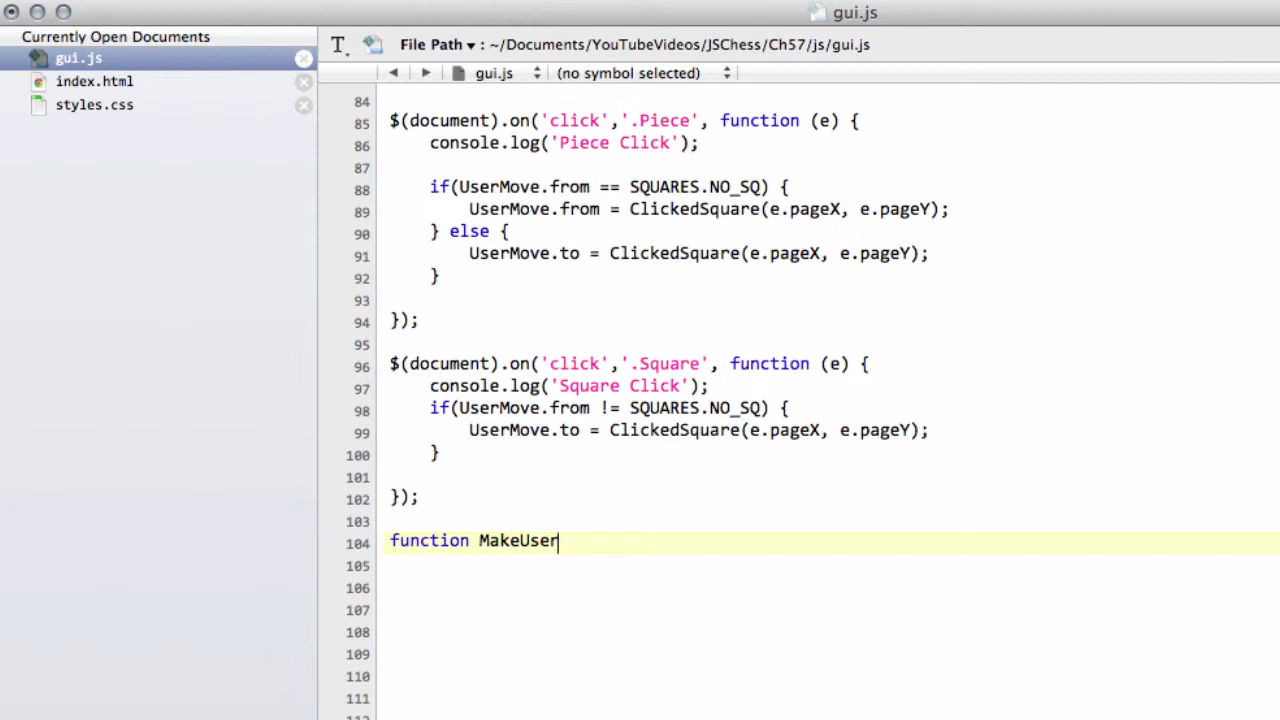 gui.js
Currently Open Documents
gui.js
index.html
styles.css
File Path ▾ : ~/Documents/YouTubeVideos/JSChess/Ch57/js/gui.js
gui.js (no symbol selected)
84
85 $(document).on('click','.Piece', function (e) {
86 console.log('Piece Click');
87
88 if(UserMove.from == SQUARES.NO_SQ) {
89 UserMove.from = ClickedSquare(e.pageX, e.pageY);
90 } else {
91 UserMove.to = ClickedSquare(e.pageX, e.pageY);
92 }
93
94 });
95
96 $(document).on('click','.Square', function (e) {
97 console.log('Square Click');
98 if(UserMove.from != SQUARES.NO_SQ) {
99 UserMove.to = ClickedSquare(e.pageX, e.pageY);
100 }
101
102 });
103
104 function MakeUser
105
106
107
108
109
110
111